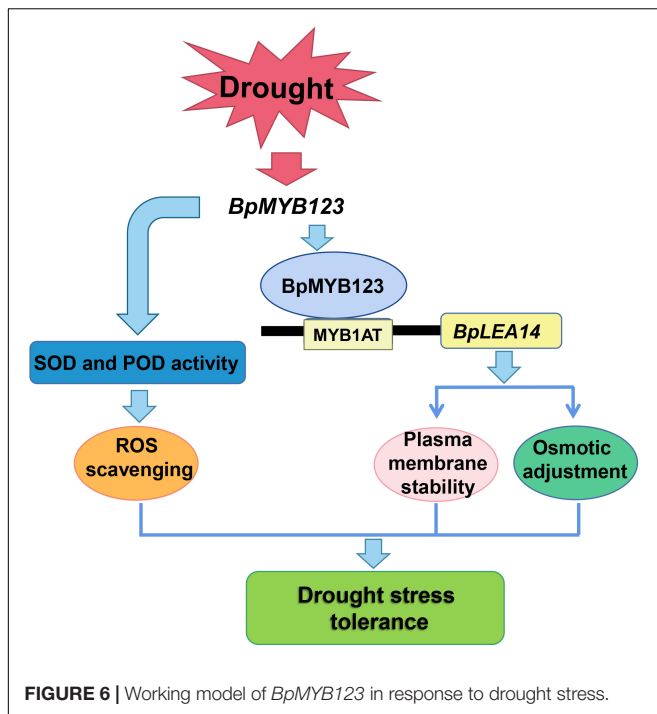 Drought
BpMYB123
BpMYB123
MYB1AT
BpLEA14
SOD and POD activity
ROS
scavenging
Plasma
membrane
stability
Osmotic
adjustment
Drought stress
tolerance
FIGURE 6 | Working model of BpMYB123 in response to drought stress.